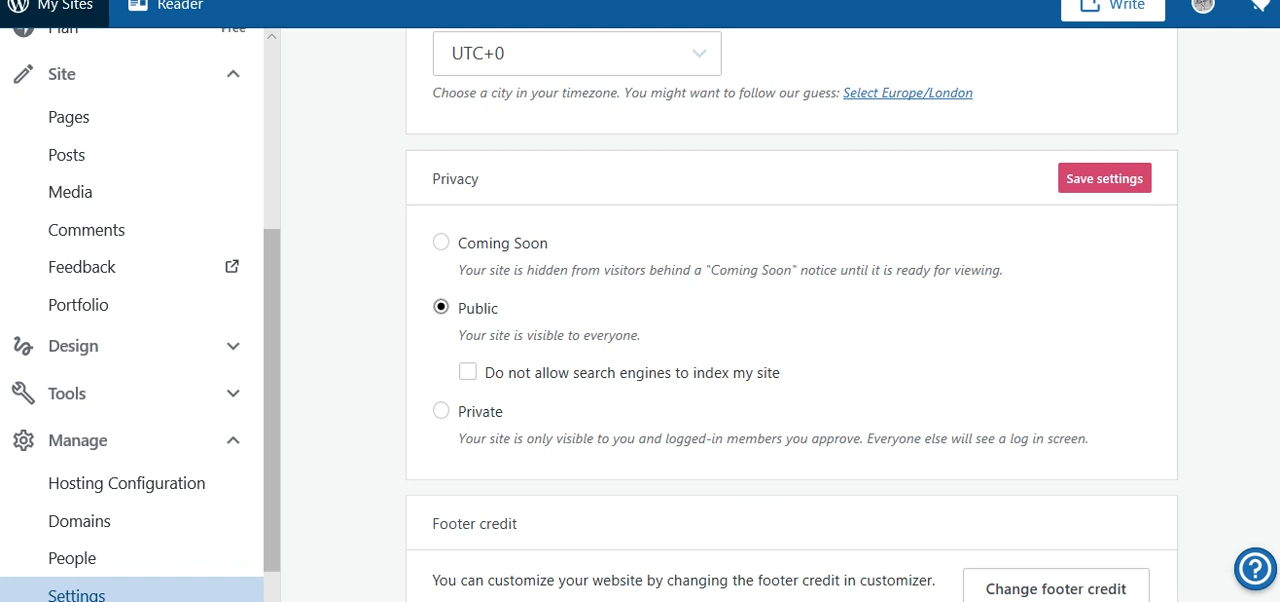 My Sites
Reader
Write
Plan
Free
Site
Pages
Posts
Media
Comments
Feedback
Portfolio
Design
Tools
Manage
Hosting Configuration
Domains
People
Settings
UTC+0
Choose a city in your timezone. You might want to follow our guess: Select Europe/London
Privacy
Save settings
Coming Soon
Your site is hidden from visitors behind a "Coming Soon" notice until it is ready for viewing.
Public
Your site is visible to everyone.
Do not allow search engines to index my site
Private
Your site is only visible to you and logged-in members you approve. Everyone else will see a log in screen.
Footer credit
You can customize your website by changing the footer credit in customizer.
Change footer credit